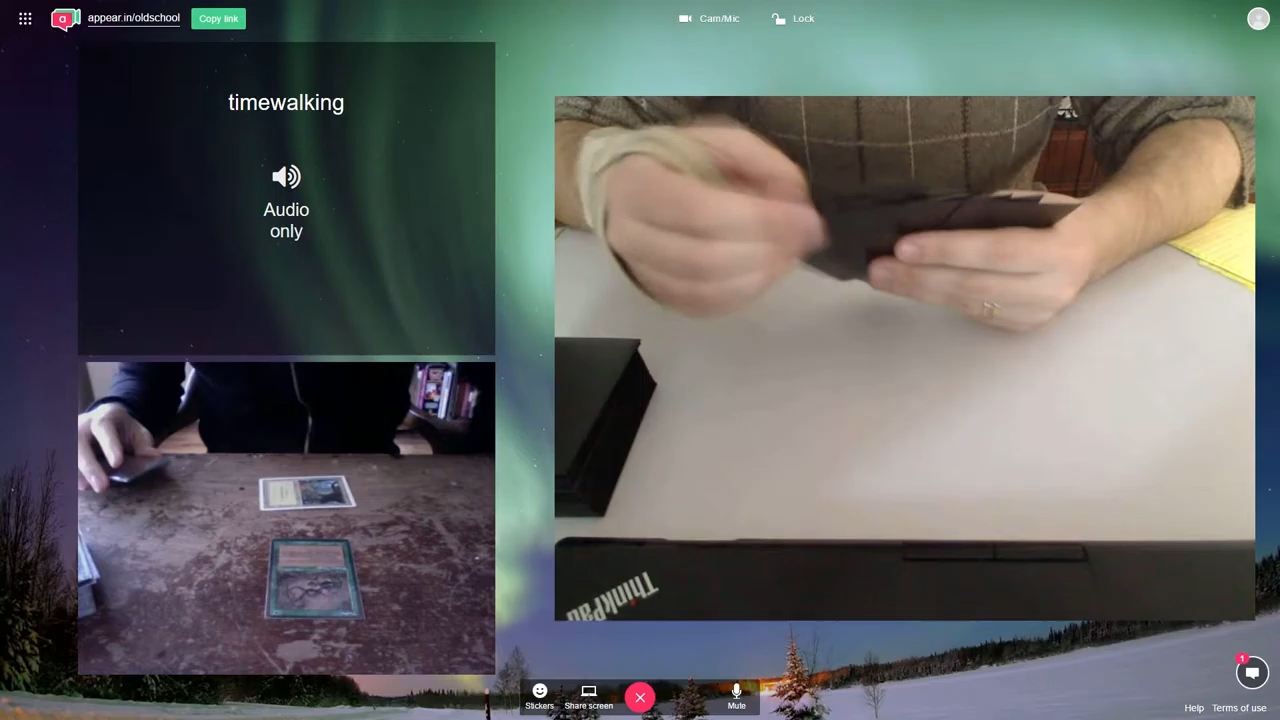 appear.in/oldschool
Copy link
Cam/Mic
Lock
timewalking
Audio
only
ThinkPad
Stickers
Share screen
Mute
1
Help
Terms of use